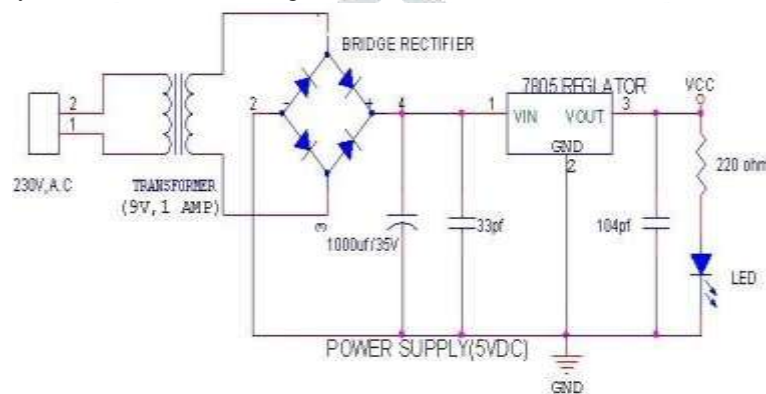 1
BRIDGE RECTIFIER
7805 REGLATOR
VCC
2
1
2
-
+
4
1
VIN
VOUT
3
GND
2
220 ohm
230V,A.C
TRANSFORMER
(9V,1 AMP)
3
1000uf/35V
33pf
104pf
LED
POWER SUPPLY(5VDC)
GND